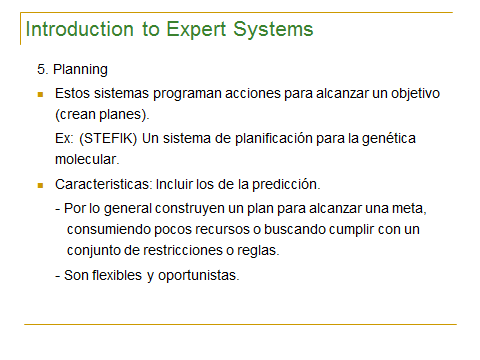 Introduction to Expert Systems
5. Planning
Estos sistemas programan acciones para alcanzar un objetivo
(crean planes).
Ex: (STEFIK) Un sistema de planificación para la genética
molecular.
Caracteristicas: Incluir los de la predicción.
- Por lo general construyen un plan para alcanzar una meta,
consumiendo pocos recursos o buscando cumplir con un
conjunto de restricciones o reglas.
- Son flexibles y oportunistas.